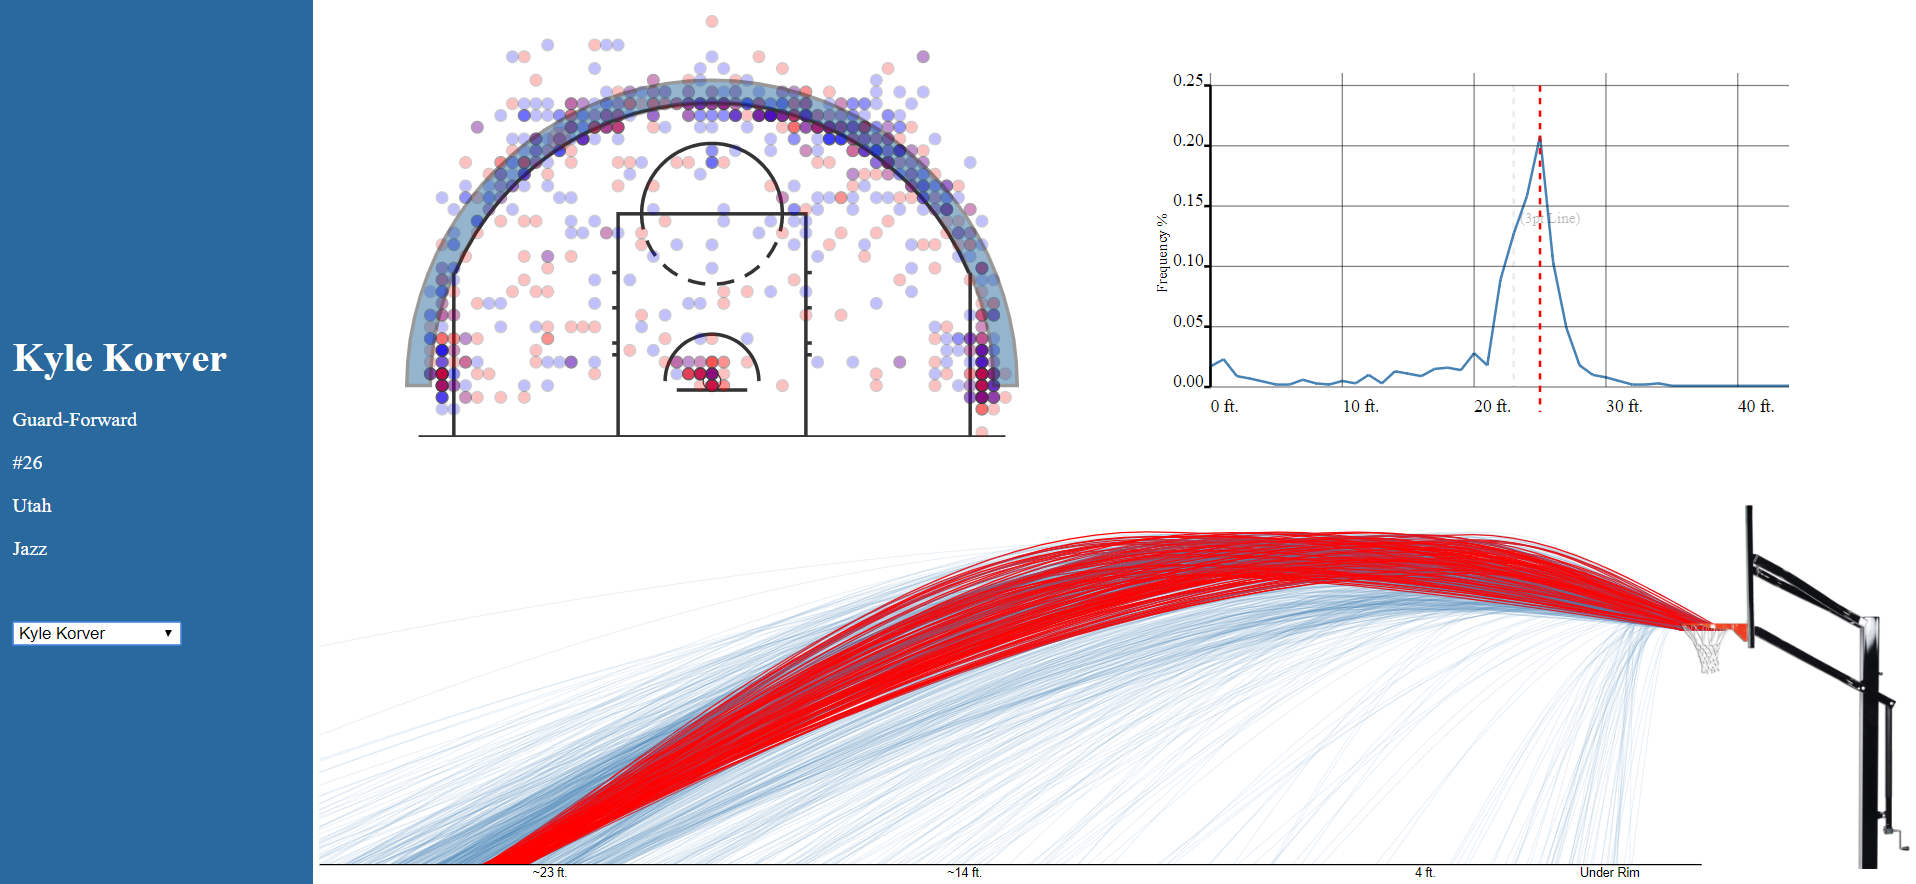 Kyle Korver
Guard-Forward
#26
Utah
Jazz
Kyle Korver
0.25
0.20
0.15
0.10
0.05
0.00
Frequency %
(3pt Line)
0 ft.
10 ft.
20 ft.
30 ft.
40 ft.
~23 ft.
~14 ft.
4 ft.
Under Rim